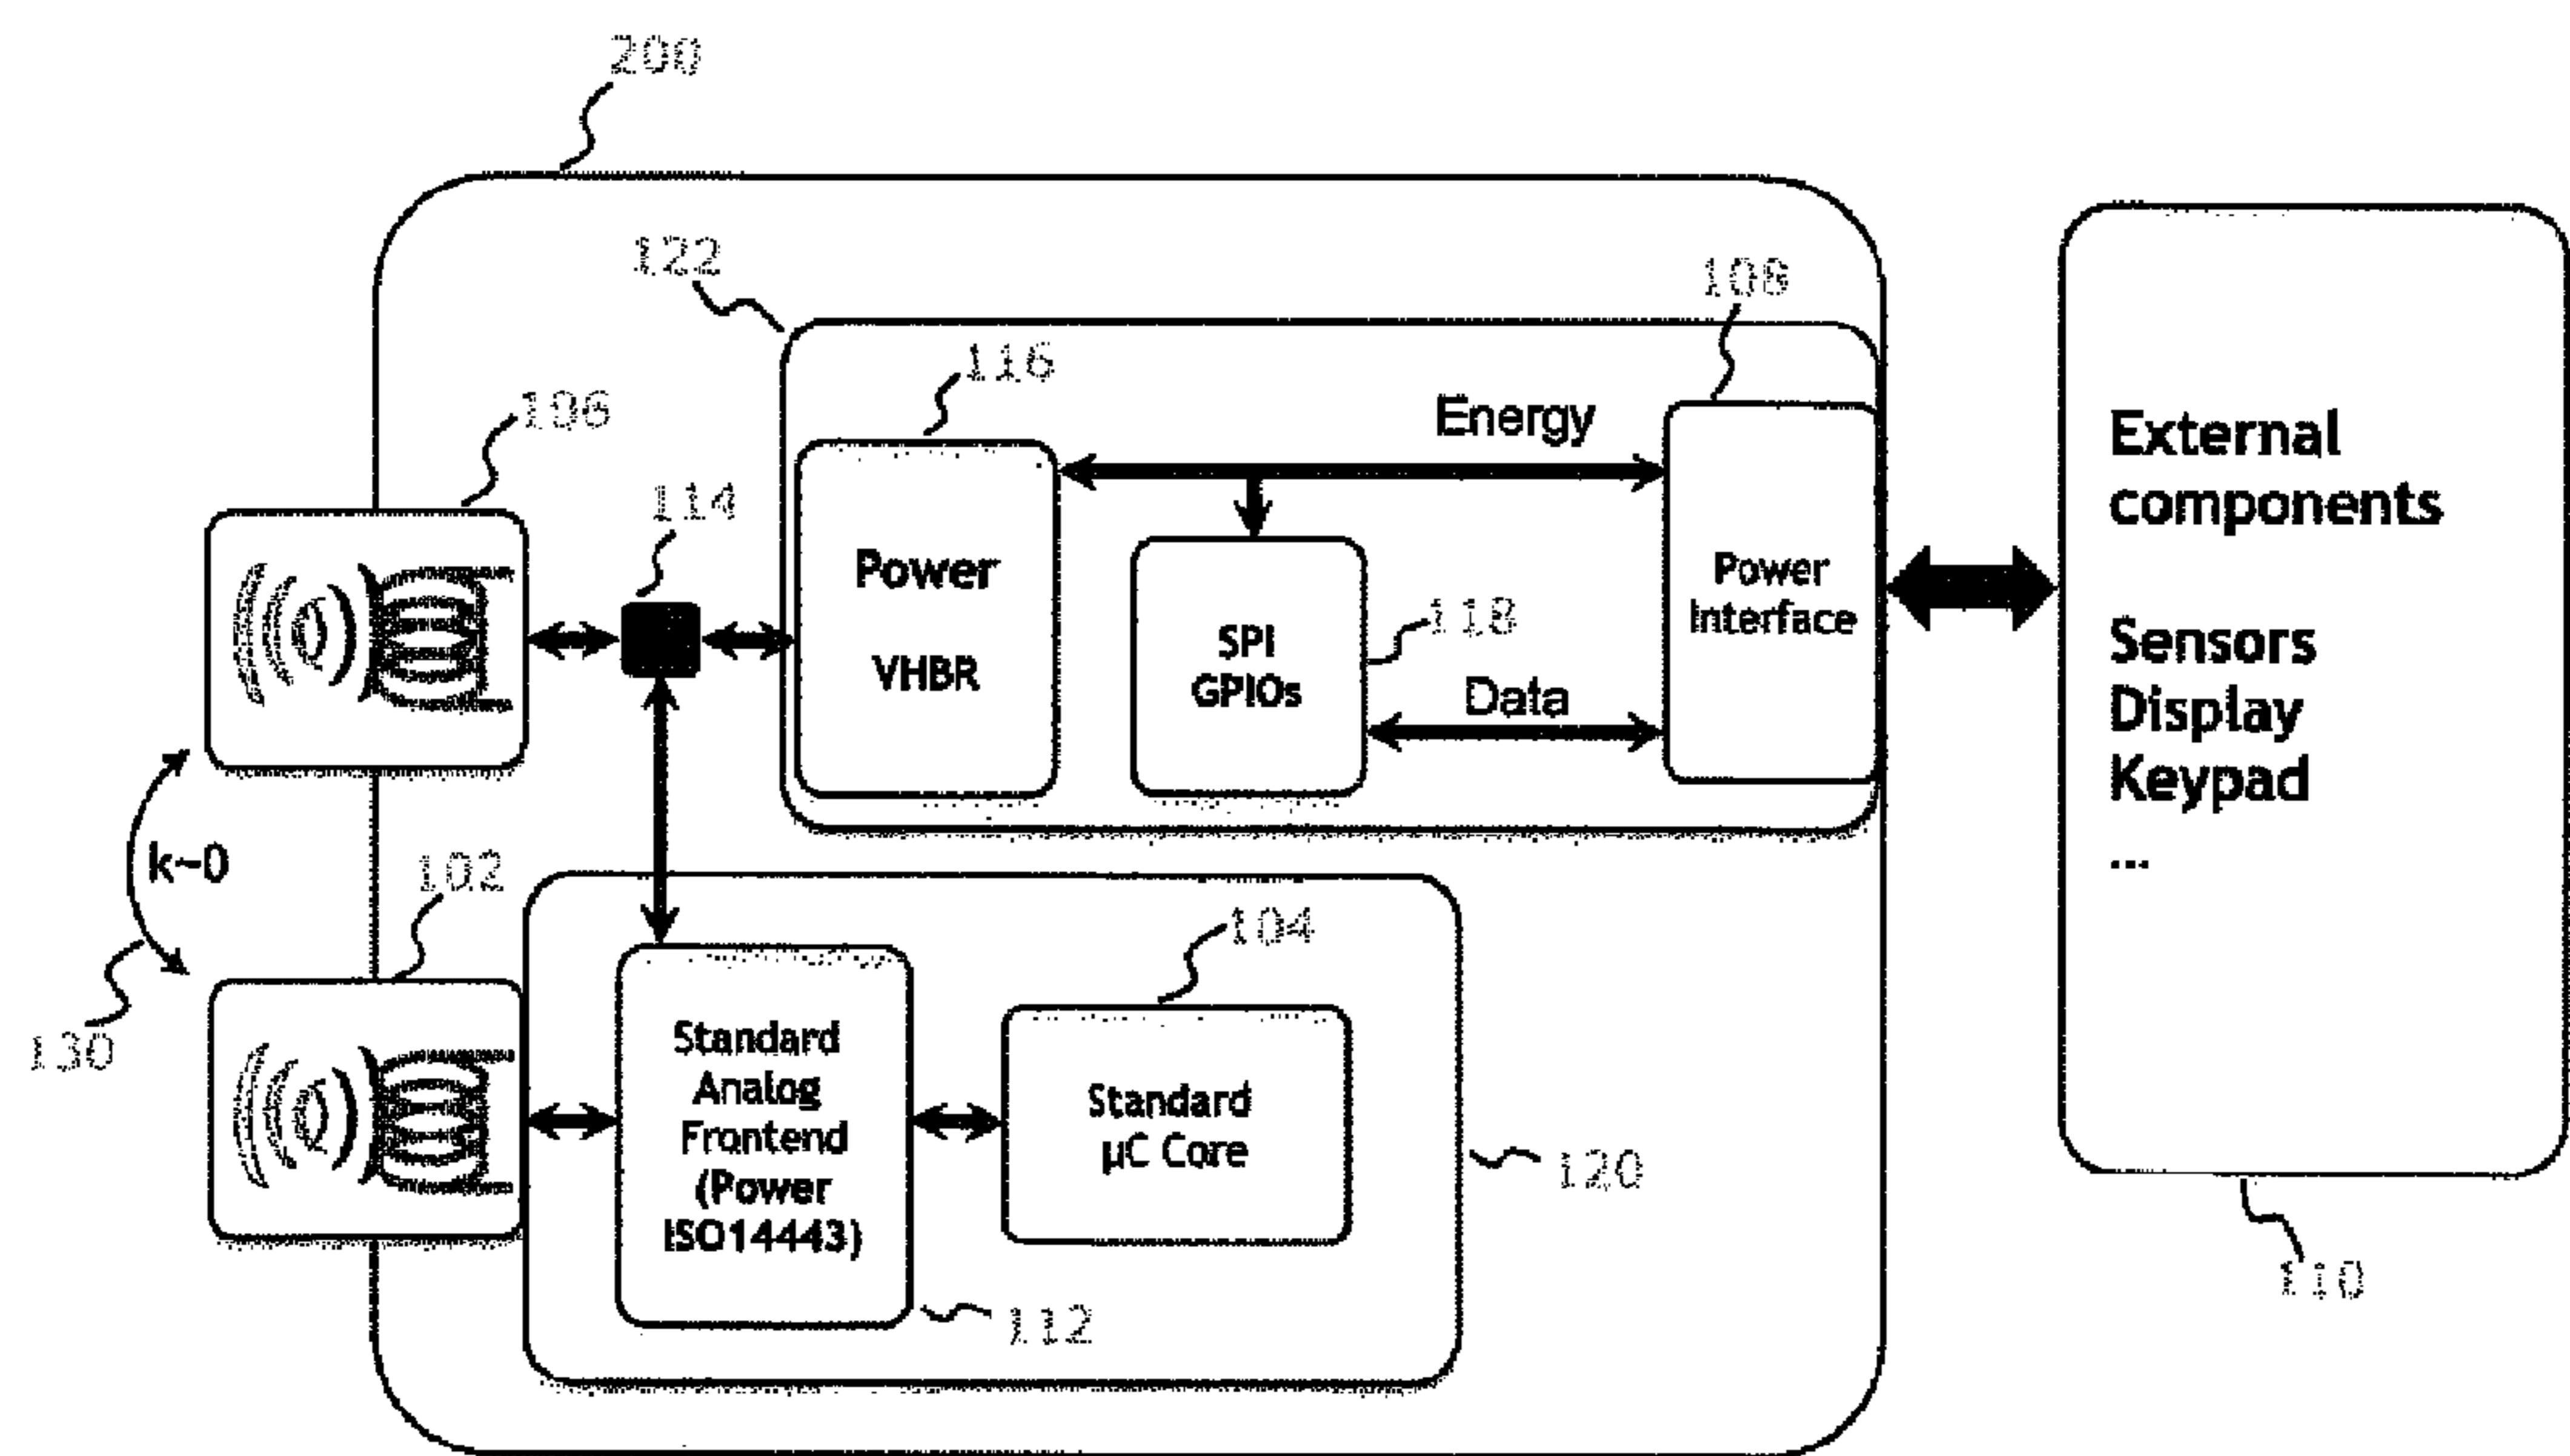 200
122
108
116
Energy
106
External
components
114
Power
VHBR
Power
Interface
SPI
GPIOs
118
Sensors
Display
Keypad
...
Data
k~0
102
104
130
Standard
Analog
Frontend
(Power
ISO14443)
Standard
µC Core
120
112
110